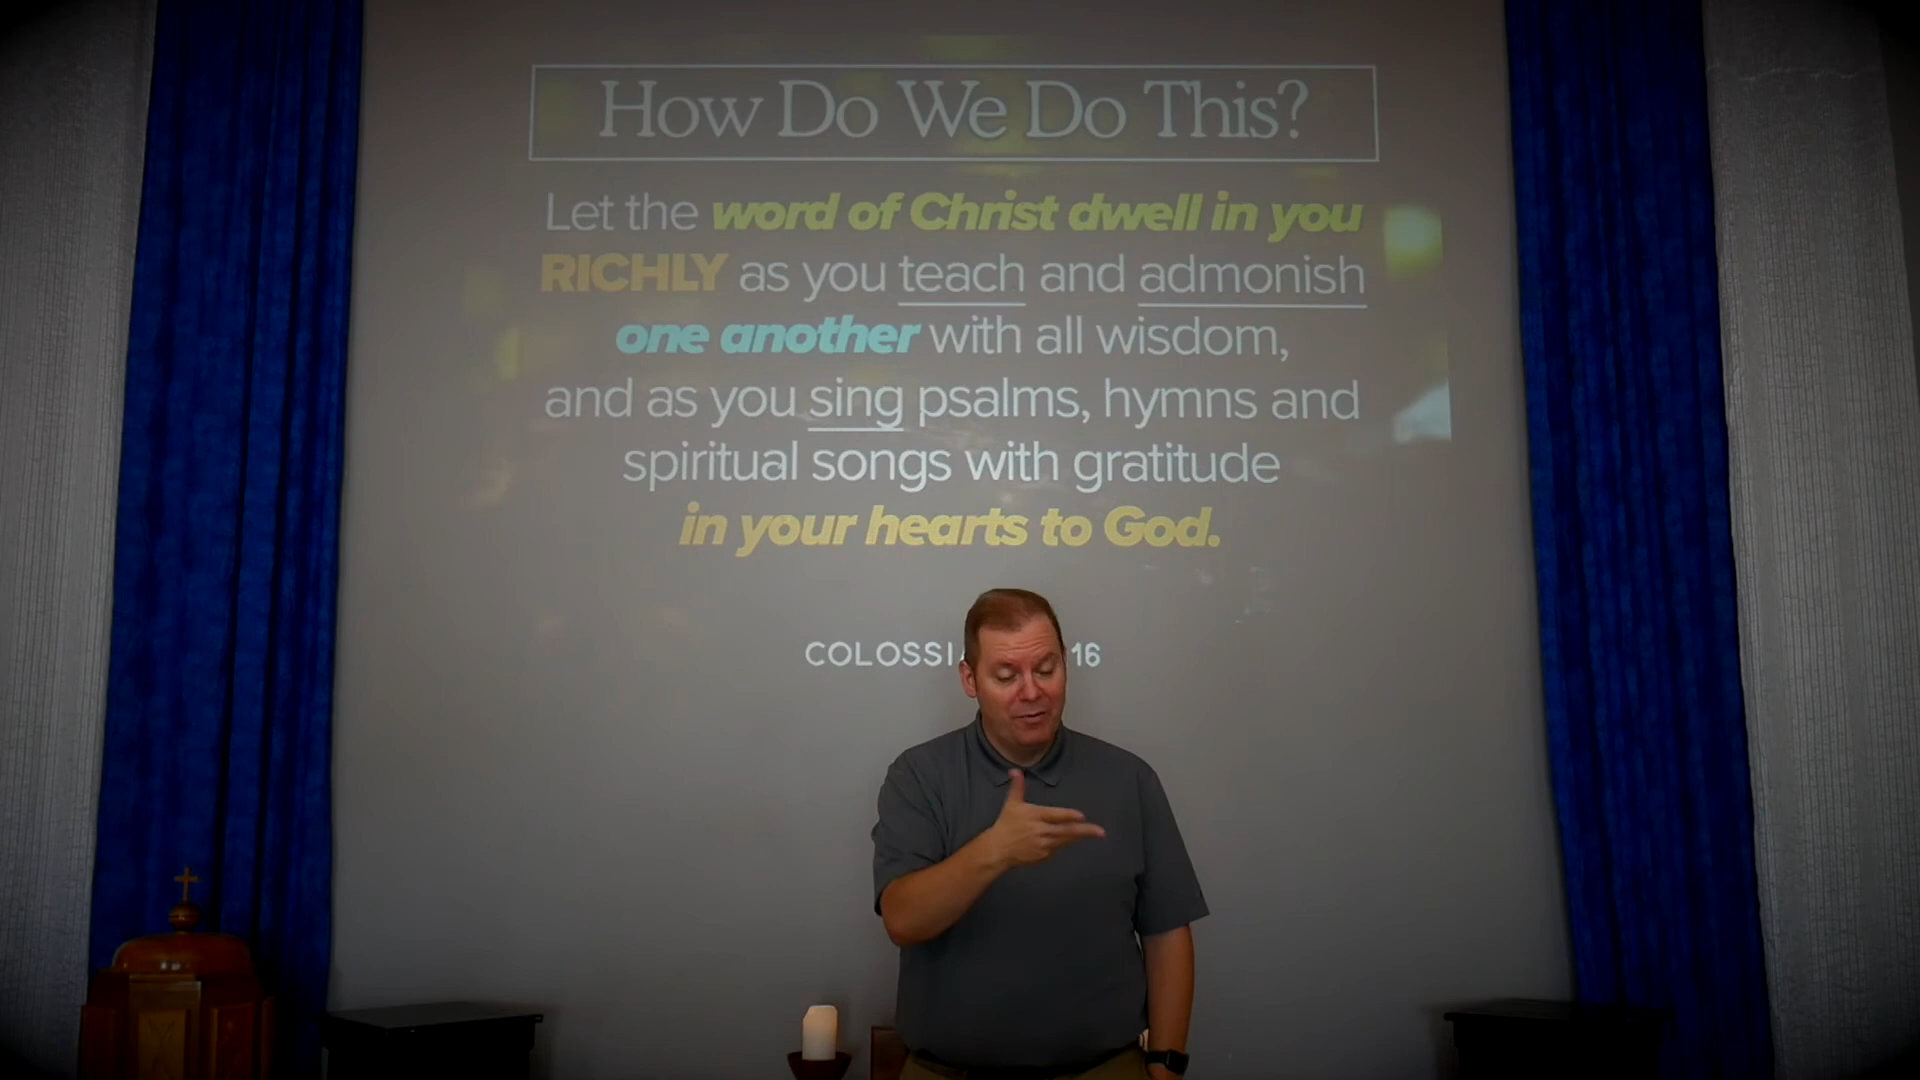 How Do We Do This?
Let the word of Christ dwell in you
RICHLY as you teach and admonish
one another with all wisdom,
and as you sing psalms, hymns and
spiritual songs with gratitude
in your hearts to God.
COLOSSI 16